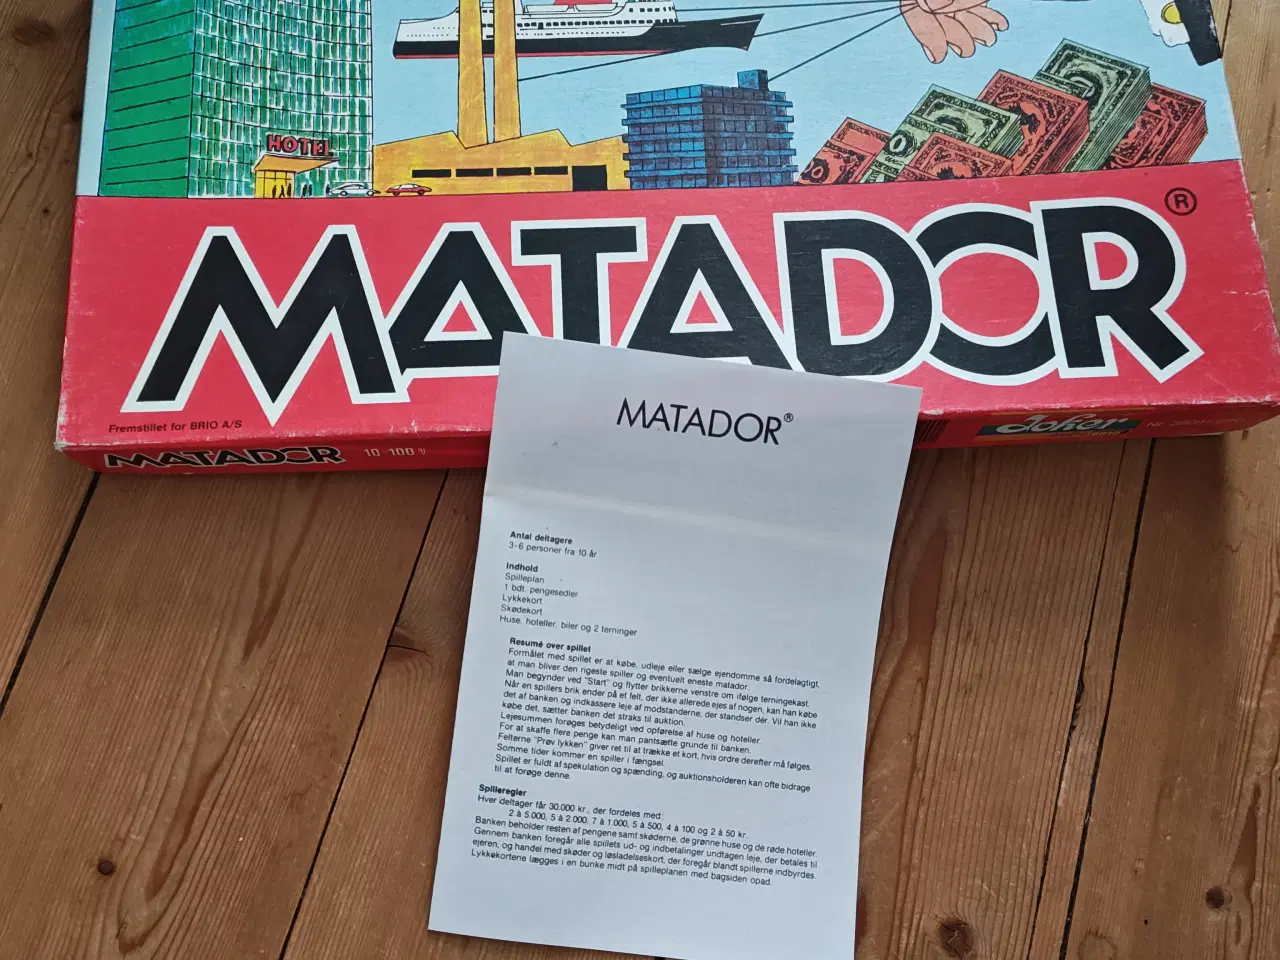 HOTEL
MATADOR®
Fremstillet for BRIO A/S
MATADOR 10-100
Joker
MATADOR®
Antal deltagere
3-6 personer fra 10 år
Indhold
Spilleplan
1 bdt. pengesedler
Lykkekort
Skødekort
Huse, hoteller, biler og 2 terninger
Resumé over spillet
Formålet med spillet er at købe, udleje eller sælge ejendomme så fordelagtigt,
at man bliver den rigeste spiller og eventuelt eneste matador.
Man begynder ved "Start" og flytter brikkerne venstre om ifølge terningekast.
Når en spillers brik ender på et felt, der ikke allerede ejes af nogen, kan han købe
det af banken og indkassere leje af modstanderne, der standser dér. Vil han ikke
købe det, sætter banken det straks til auktion.
Lejesummen forøges betydeligt ved opførelse af huse og hoteller.
For at skaffe flere penge kan man pantsætte grunde til banken.
Felterne "Prøv lykken" giver ret til at trække et kort, hvis ordre derefter må følges.
Somme tider kommer en spiller i fængsel.
Spillet er fuldt af spekulation og spænding, og auktionsholderen kan ofte bidrage
til at forøge denne.
Spilleregler
Hver deltager får 30.000 kr., der fordeles med:
2 à 5.000, 5 à 2.000, 7 à 1.000, 5 à 500, 4 à 100 og 2 à 50 kr.
Banken beholder resten af pengene samt skøderne, de grønne huse og de røde hoteller.
Gennem banken foregår alle spillets ud- og indbetalinger undtagen leje, der betales til
ejeren, og handel med skøder og løsladelseskort, der foregår blandt spillerne indbyrdes.
Lykkekortene lægges i en bunke midt på spilleplanen med bagsiden opad.